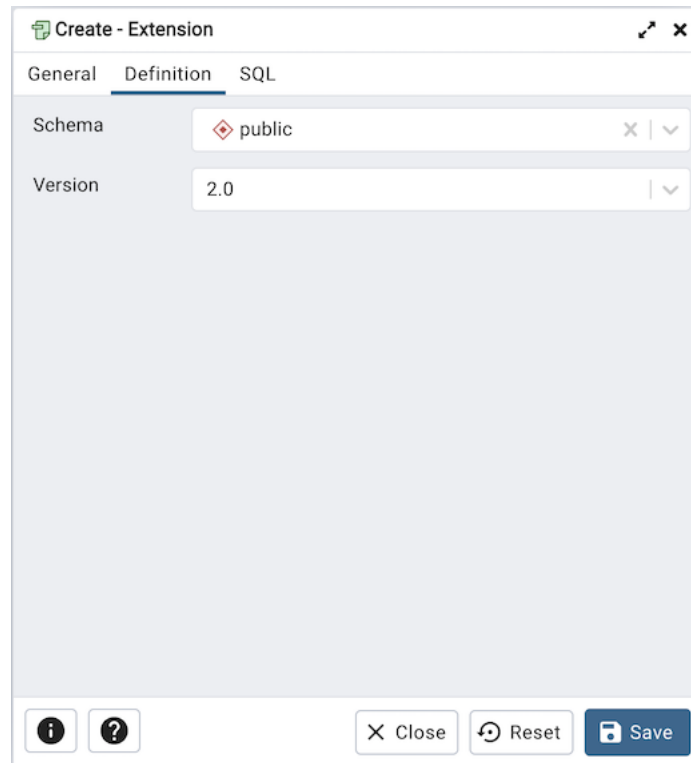 Create - Extension
General Definition SQL
Schema public
Version 2.0
Close Reset Save